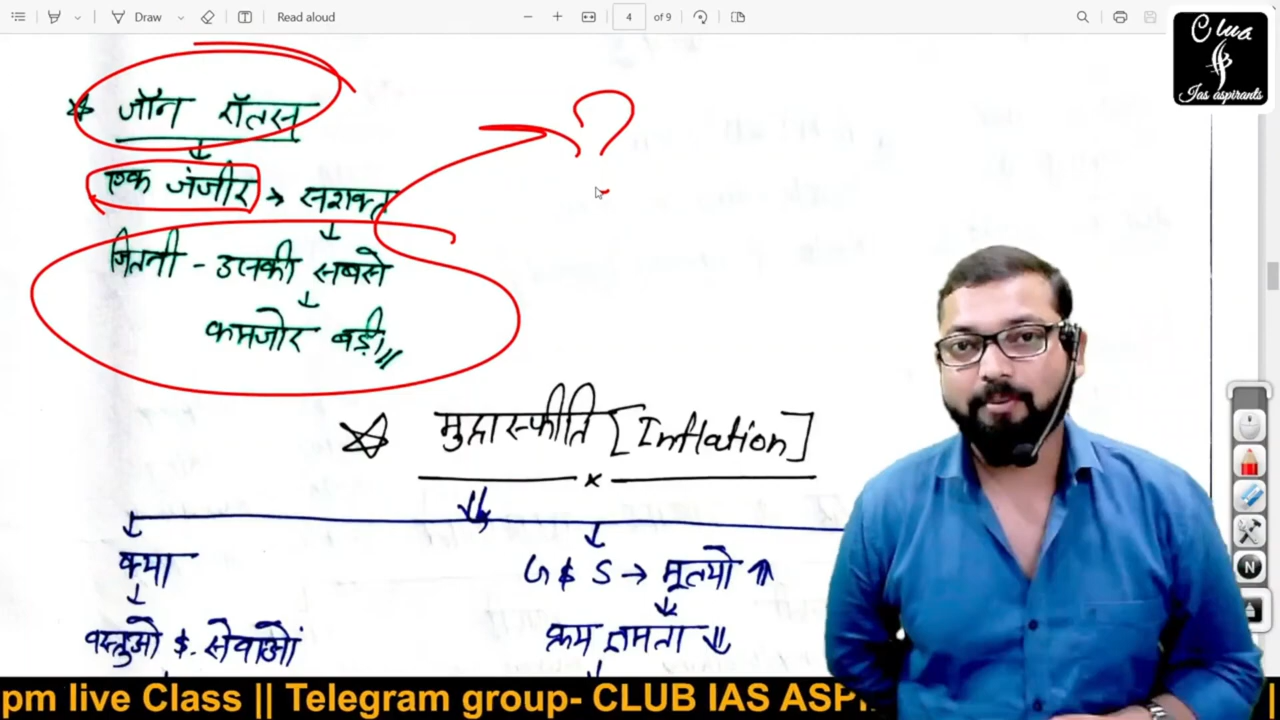 Draw
Read aloud
4
of 9
Club
Ias aspirants
जॉन रॉल्स
एक जंजीर → सशक्त
जितनी - उसकी सबसे
कमजोर कड़ी
?
मुद्रास्फीति [Inflation]
क्या
G & S → मूल्यों
वस्तुओं & सेवाओं
क्रय क्षमता
N
pm live Class || Telegram group- CLUB IAS ASPI